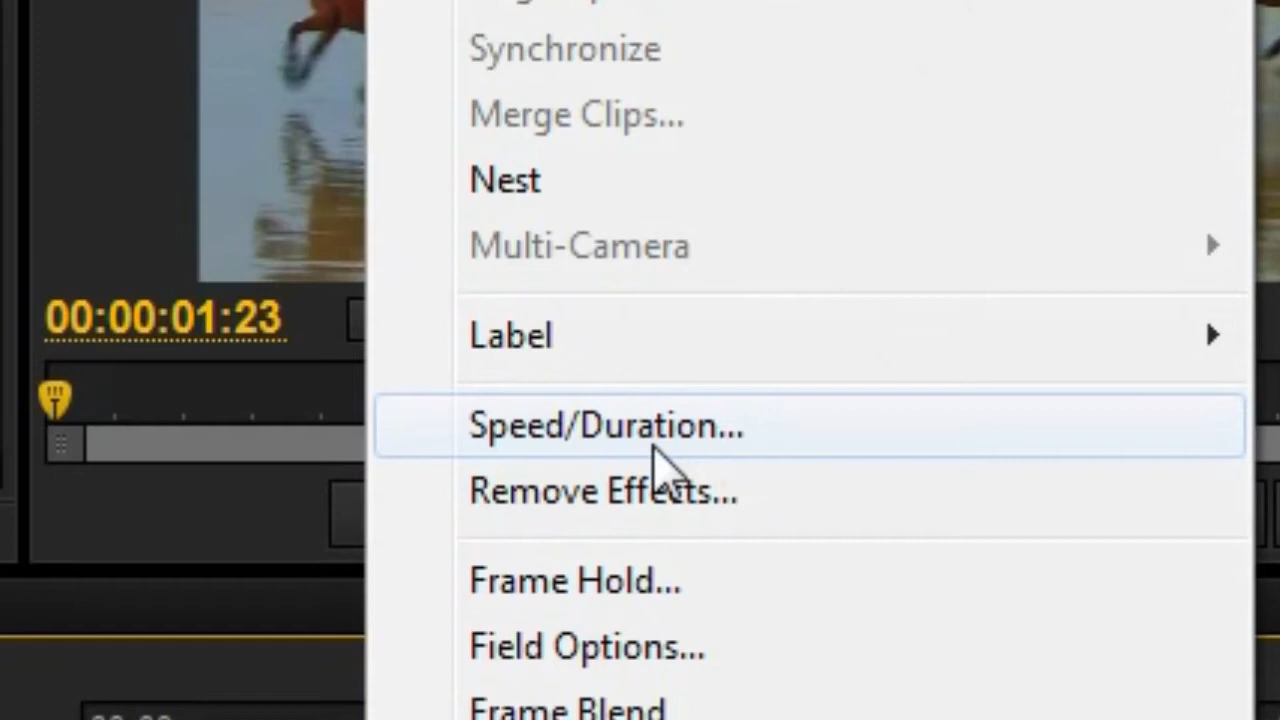 Synchronize
Merge Clips...
Nest
Multi-Camera
00:00:01:23
Label
Speed/Duration...
Remove Effects...
Frame Hold...
Field Options...
Frame Blend